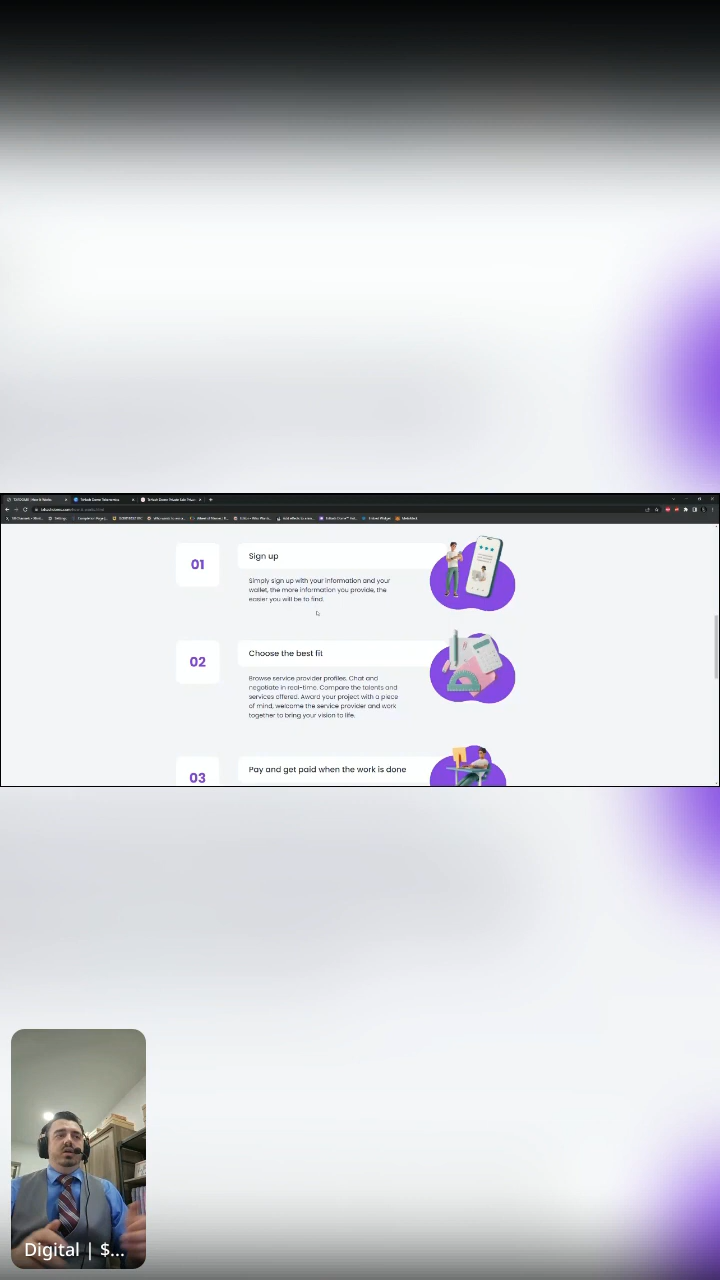 01
Sign up
Simply sign up with your information and your
wallet, the more information you provide, the
easier you will be to find.
02
Choose the best fit
Browse service provider profiles. Chat and
negotiate in real-time. Compare the talents and
services offered. Award your project with a piece
of mind, welcome the service provider and work
together to bring your vision to life.
03
Pay and get paid when the work is done
Digital | $...